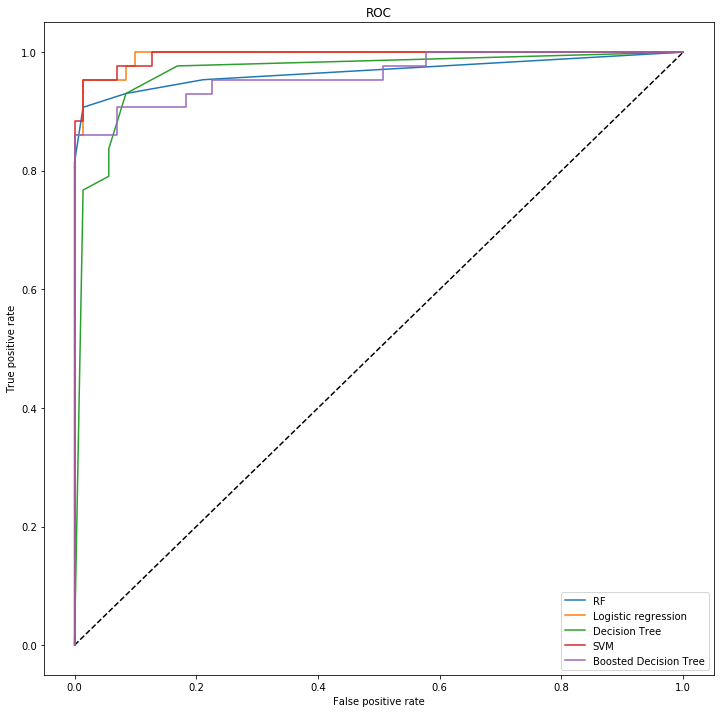 ROC
1.0
0.8
0.6
0.4
0.2
0.0
True positive rate
0.0 0.2 0.4 0.6 0.8 1.0
False positive rate
RF
Logistic regression
Decision Tree
SVM
Boosted Decision Tree